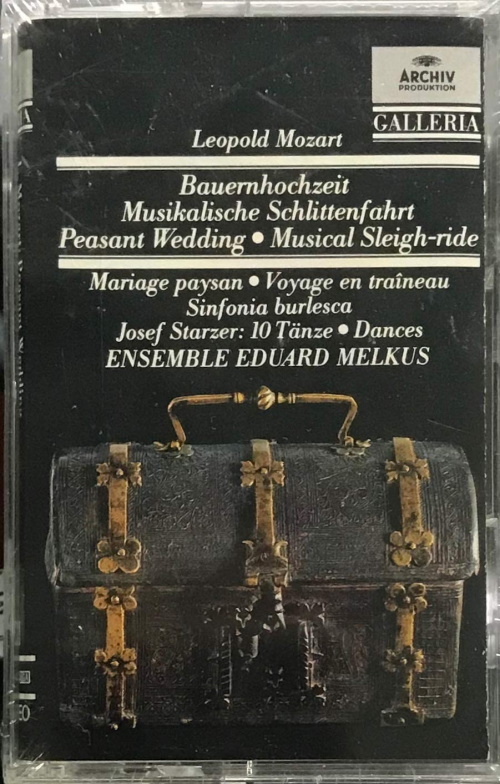 ARCHIV
PRODUKTION
GALLERIA
Leopold Mozart
Bauernhochzeit
Musikalische Schlittenfahrt
Peasant Wedding • Musical Sleigh-ride
Mariage paysan • Voyage en traîneau
Sinfonia burlesca
Josef Starzer: 10 Tänze • Dances
ENSEMBLE EDUARD MELKUS